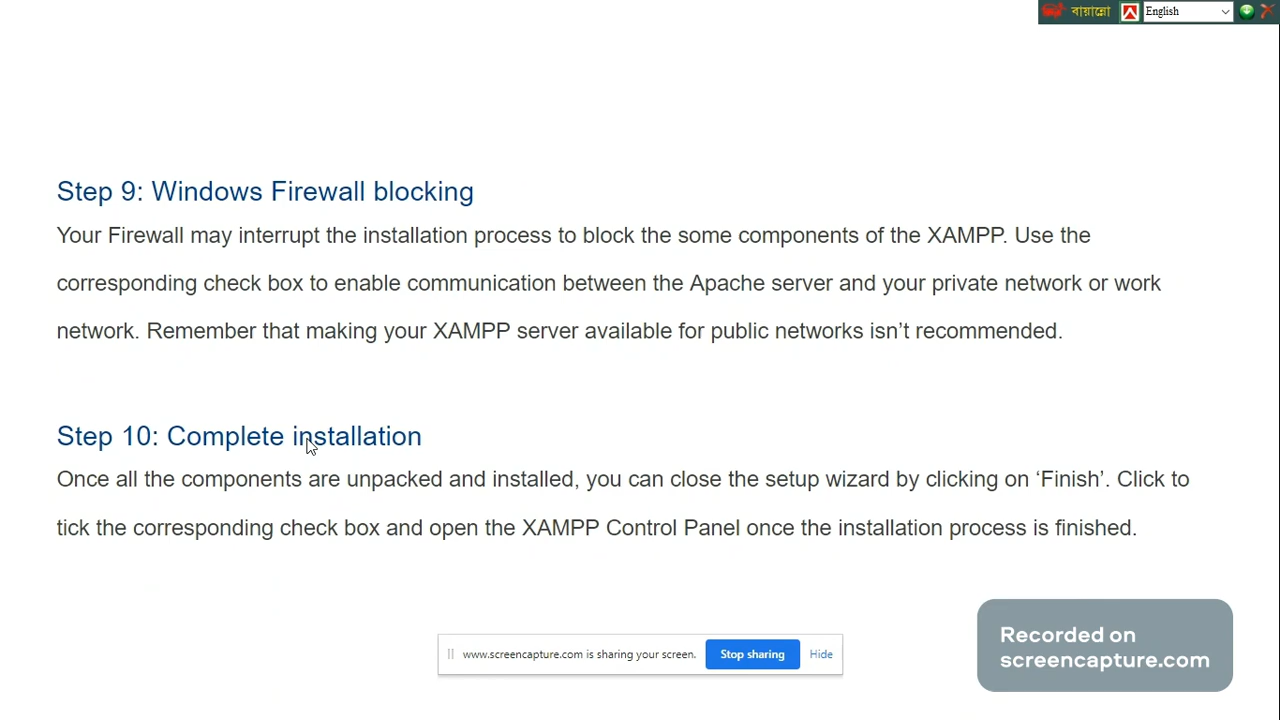 বায়ান্নো English
Step 9: Windows Firewall blocking
Your Firewall may interrupt the installation process to block the some components of the XAMPP. Use the
corresponding check box to enable communication between the Apache server and your private network or work
network. Remember that making your XAMPP server available for public networks isn’t recommended.
Step 10: Complete installation
Once all the components are unpacked and installed, you can close the setup wizard by clicking on ‘Finish’. Click to
tick the corresponding check box and open the XAMPP Control Panel once the installation process is finished.
www.screencapture.com is sharing your screen. Stop sharing Hide
Recorded on
screencapture.com